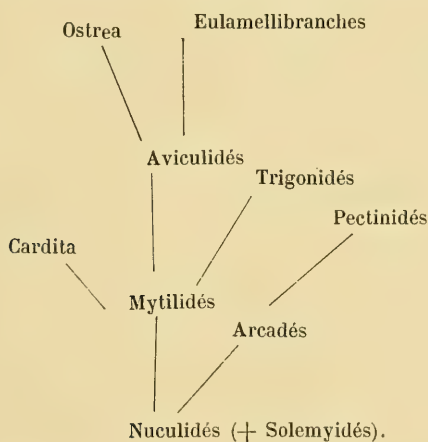 Ostrea
Eulamellibranches
Aviculidés
Trigonidés
Pectinidés
Cardita
Mytilidés
Arcadés
Nuculidés (+ Solemyidés).